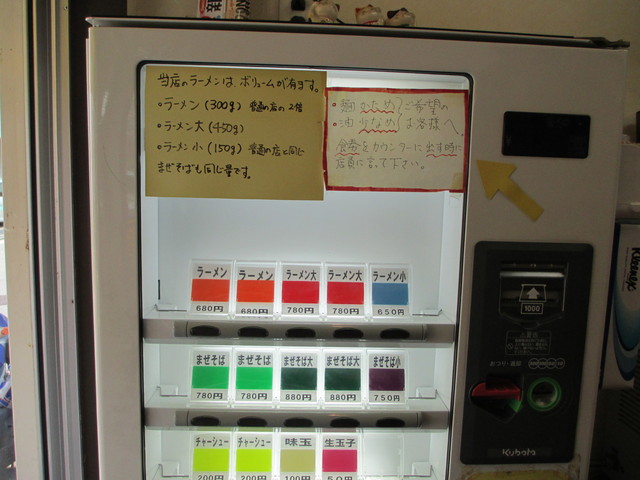 当店のラーメンは、ボリュームが有ます。
・ラーメン (300g) 普通の店の2倍
・ラーメン大 (450g)
・ラーメン小 (150g) 普通の店と同じ
まぜそばも同じ量です。
・麺かため
・油少なめ
ご希望の
お客様へ、
食券をカウンターに出す時に
店員に言って下さい。
ラーメン ラーメン ラーメン大 ラーメン大 ラーメン小
680円 680円 780円 780円 650円
まぜそば まぜそば まぜそば大 まぜそば大 まぜそば小
780円 780円 880円 880円 750円
チャーシュー チャーシュー 味玉 生玉子
200円 200円 100円 50円
1000
Kubota